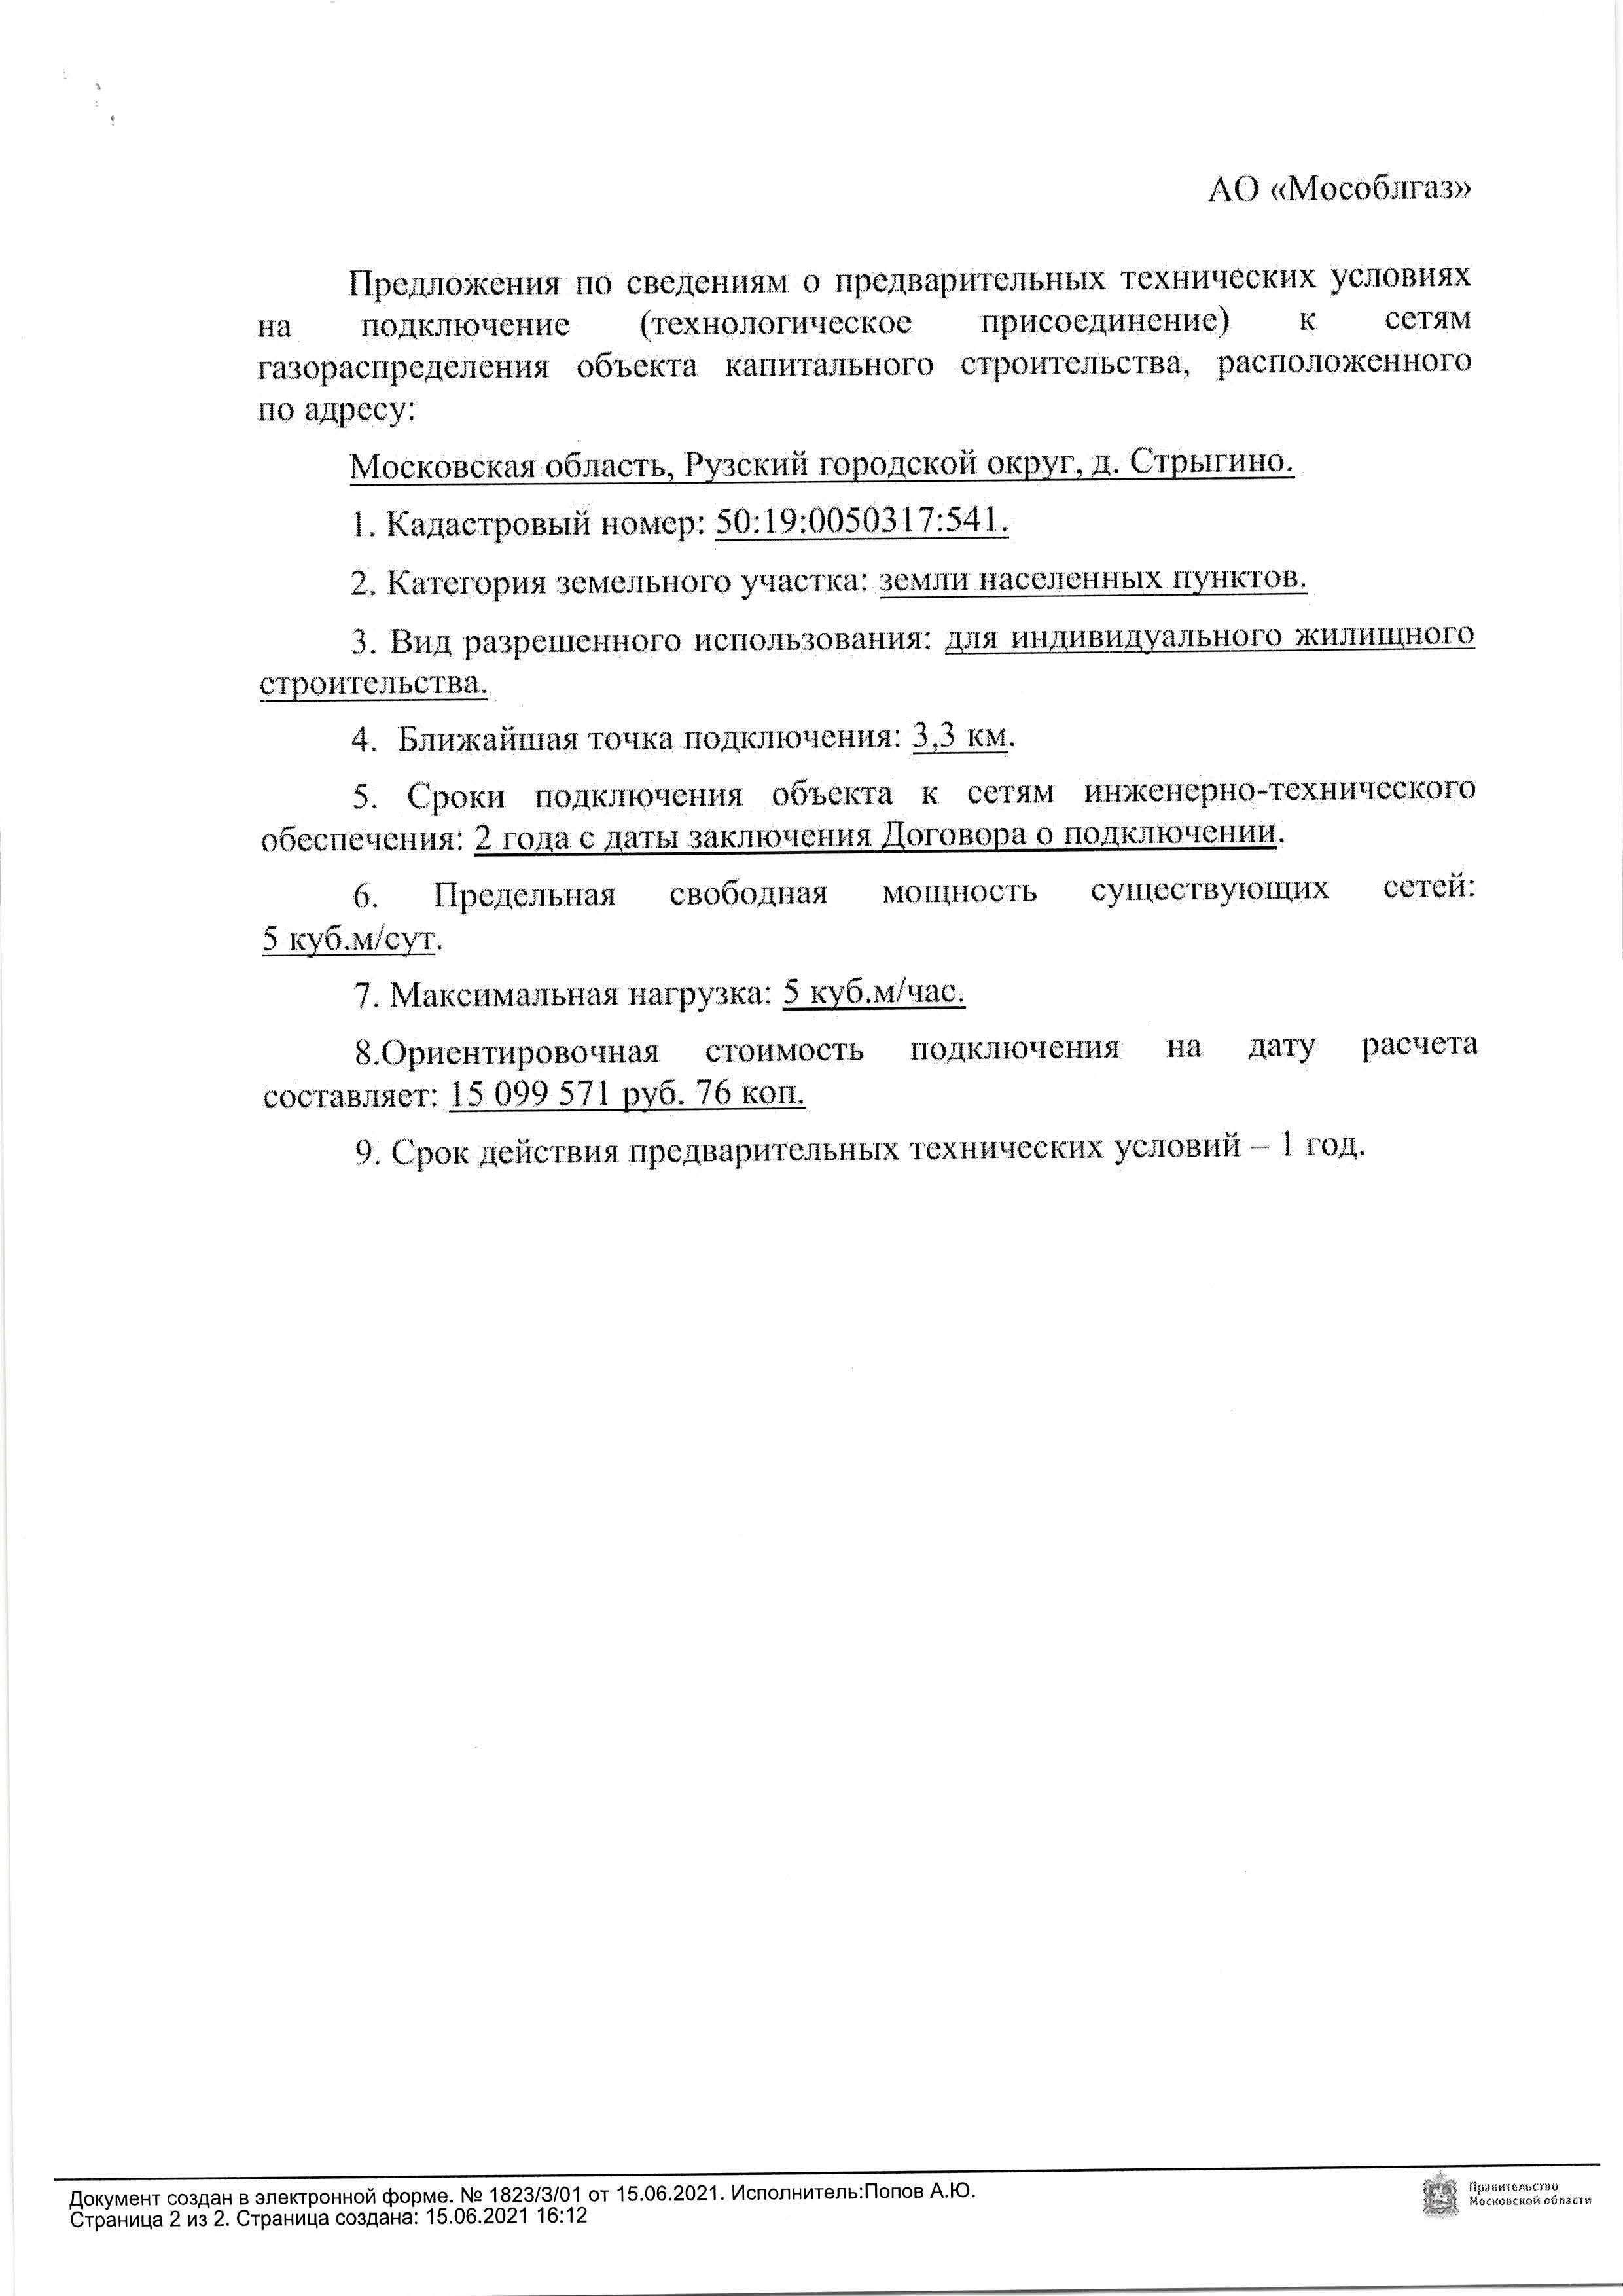 АО «Мособлгаз»
Предложения по сведениям о предварительных технических условиях
на подключение (технологическое присоединение) к сетям
газораспределения объекта капитального строительства, расположенного
по адресу:
Московская область, Рузский городской округ, д. Стрыгино.
1. Кадастровый номер: 50:19:0050317:541.
2. Категория земельного участка: земли населенных пунктов.
3. Вид разрешенного использования: для индивидуального жилищного
строительства.
4. Ближайшая точка подключения: 3,3 км.
5. Сроки подключения объекта к сетям инженерно-технического
обеспечения: 2 года с даты заключения Договора о подключении.
6. Предельная свободная мощность существующих сетей:
5 куб.м/сут.
7. Максимальная нагрузка: 5 куб.м/час.
8.Ориентировочная стоимость подключения на дату расчета
составляет: 15 099 571 руб. 76 коп.
9. Срок действия предварительных технических условий – 1 год.
Документ создан в электронной форме. № 1823/3/01 от 15.06.2021. Исполнитель:Попов А.Ю.
Страница 2 из 2. Страница создана: 15.06.2021 16:12
Правительство
Московской области